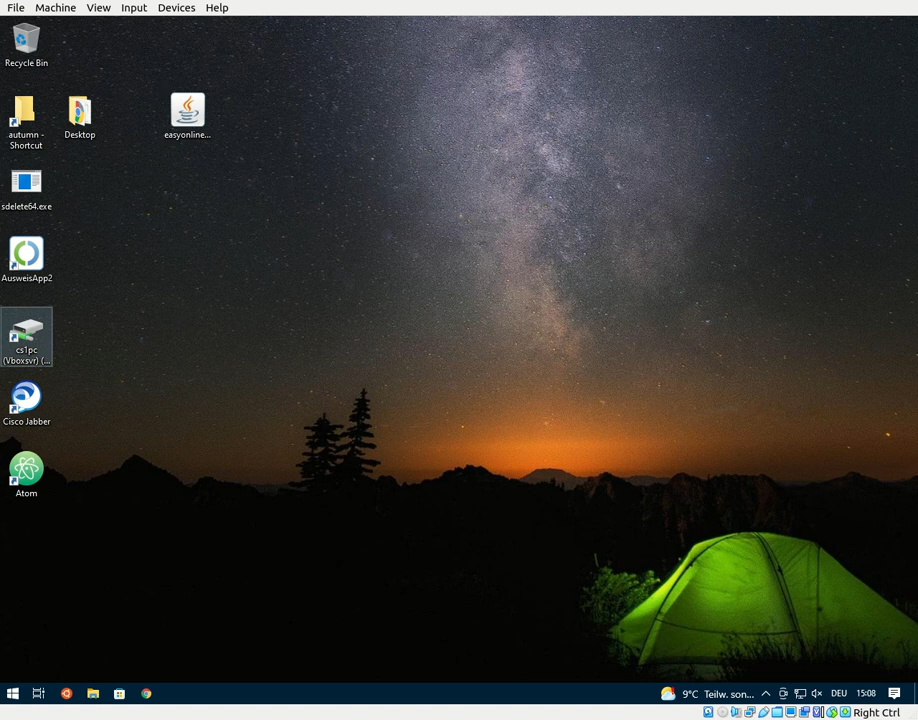 File Machine View Input Devices Help
Recycle Bin
autumn -
Shortcut
Desktop
easyonline...
sdelete64.exe
AusweisApp2
cs1pc
(Vboxsvr) (...
Cisco Jabber
Atom
9°C Teilw. son... DEU 15:08
Right Ctrl